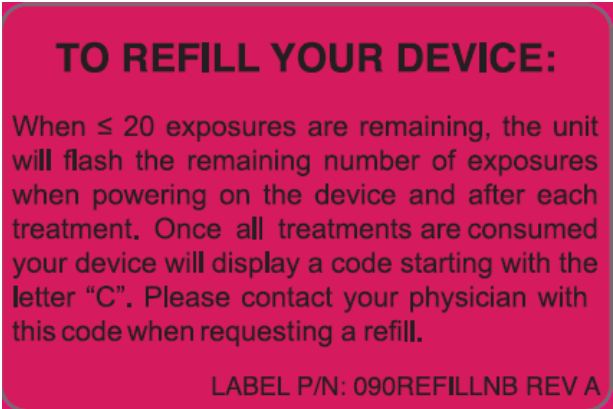 TO REFILL YOUR DEVICE:
When ≤ 20 exposures are remaining, the unit
will flash the remaining number of exposures
when powering on the device and after each
treatment. Once all treatments are consumed
your device will display a code starting with the
letter “C”. Please contact your physician with
this code when requesting a refill.
LABEL P/N: 090REFILLNB REV A